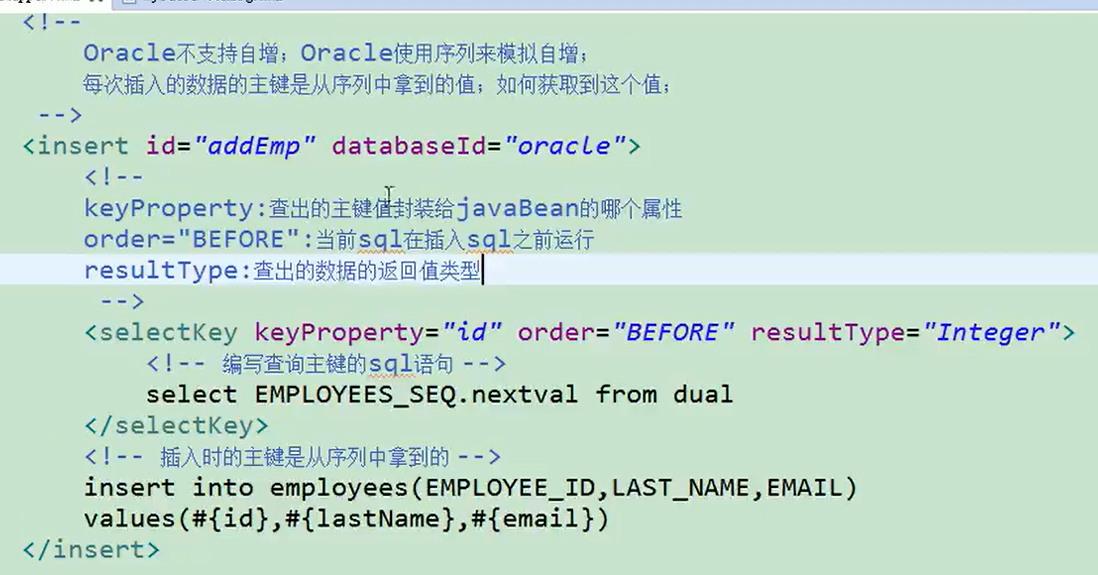 <!--
Oracle不支持自增；Oracle使用序列来模拟自增；
每次插入的数据的主键是从序列中拿到的值；如何获取到这个值；
-->
<insert id="addEmp" databaseId="oracle">
<!--
keyProperty:查出的主键值封装给javaBean的哪个属性
order="BEFORE":当前sql在插入sql之前运行
resultType:查出的数据的返回值类型
-->
<selectKey keyProperty="id" order="BEFORE" resultType="Integer">
<!-- 编写查询主键的sql语句 -->
select EMPLOYEES_SEQ.nextval from dual
</selectKey>
<!-- 插入时的主键是从序列中拿到的 -->
insert into employees(EMPLOYEE_ID,LAST_NAME,EMAIL)
values(#{id},#{lastName},#{email})
</insert>